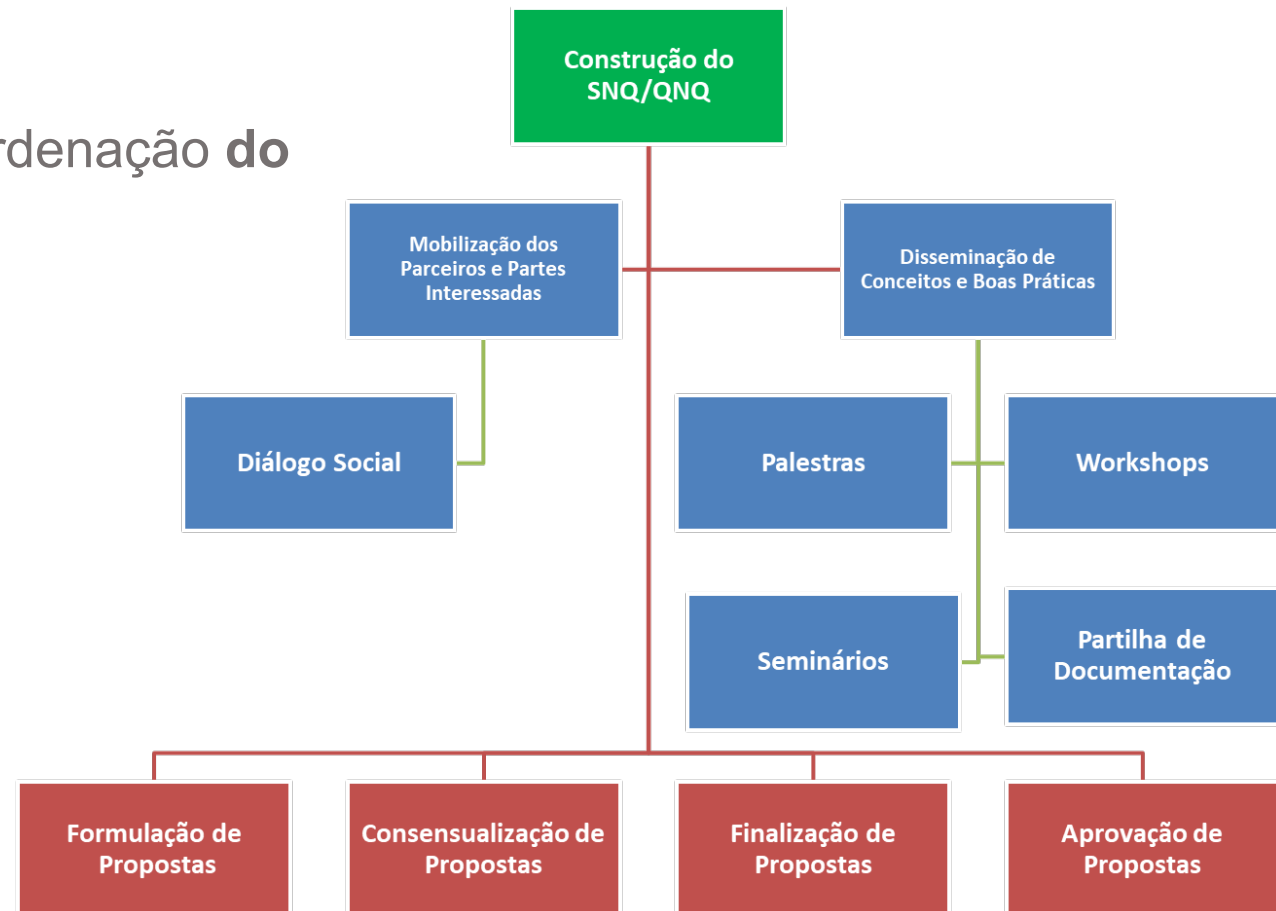 Construção do
SNQ/QNQ
rdenação do
Mobilização dos
Parceiros e Partes
Interessadas
Disseminação de
Conceitos e Boas Práticas
Diálogo Social
Palestras
Workshops
Seminários
Partilha de
Documentação
Formulação de
Propostas
Consensualização de
Propostas
Finalização de
Propostas
Aprovação de
Propostas